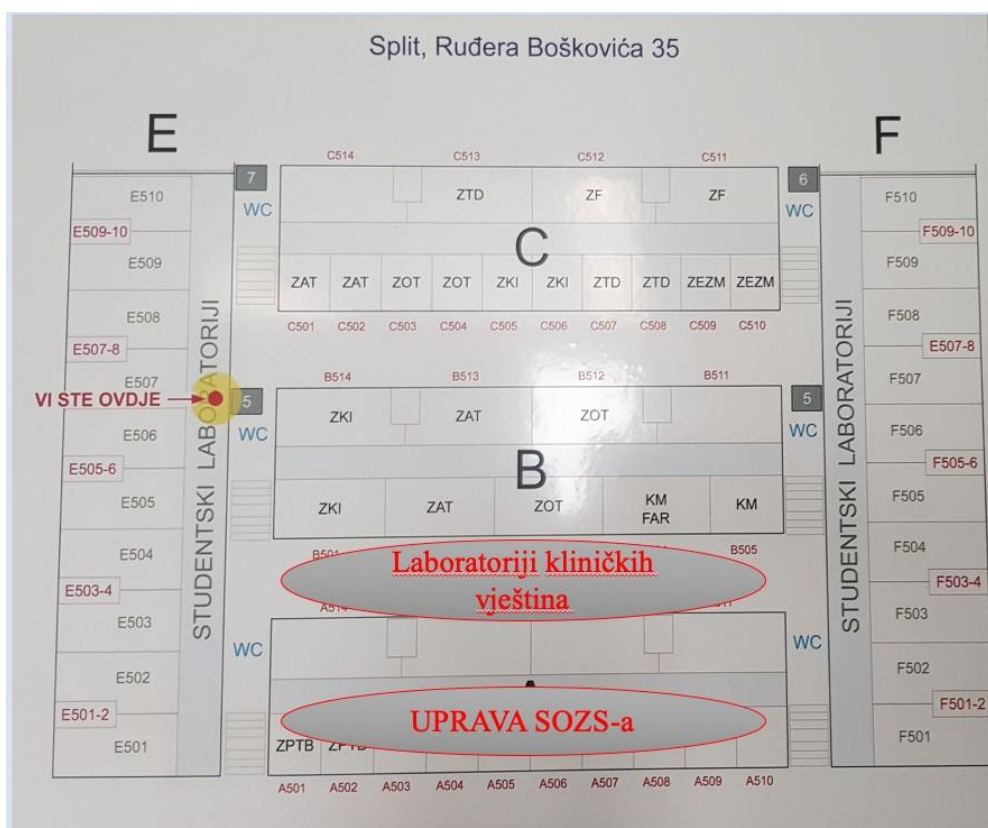 Split, Ruđera Boškovića 35
E
F
C514 C513 C512 C511
7
6
ZTD ZF ZF
WC
WC
C
ZAT ZAT ZOT ZOT ZKI ZKI ZTD ZTD ZEZM ZEZM
C501 C502 C503 C504 C505 C506 C507 C508 C509 C510
E510
E509-10
E509
E508
E507-8
E507
VI STE OVDJE
E506
E505-6
E505
E504
E503-4
E503
E502
E501-2
E501
STUDENTSKI LABORATORIJI
B514 B513 B512 B511
5
5
ZKI ZAT ZOT
WC
WC
B
ZKI ZAT ZOT KM
FAR
KM
B501
B505
Laboratoriji kliničkih
vještina
A514
WC
WC
UPRAVA SOZS-a
ZPTB
A501 A502 A503 A504 A505 A506 A507 A508 A509 A510
STUDENTSKI LABORATORIJI
F510
F509-10
F509
F508
F507-8
F507
F506
F505-6
F505
F504
F503-4
F503
F502
F501-2
F501